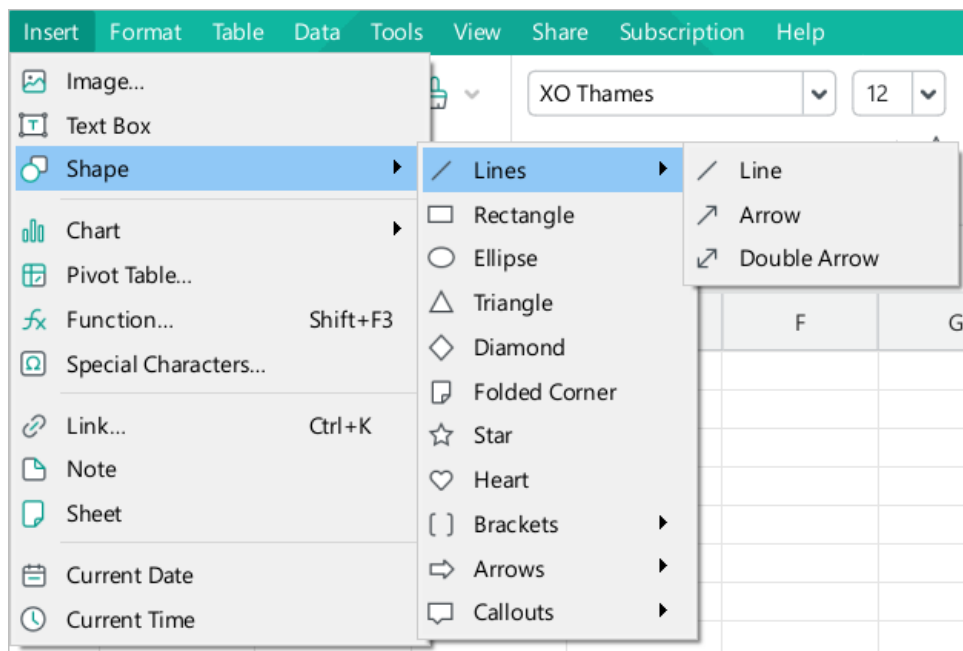 Insert Format Table Data Tools View Share Subscription Help
XO Thames 12
Image...
Text Box
Shape
Chart
Pivot Table...
Function... Shift+F3
Special Characters...
Link... Ctrl+K
Note
Sheet
Current Date
Current Time
Lines
Rectangle
Ellipse
Triangle
Diamond
Folded Corner
Star
Heart
Brackets
Arrows
Callouts
Line
Arrow
Double Arrow
F G